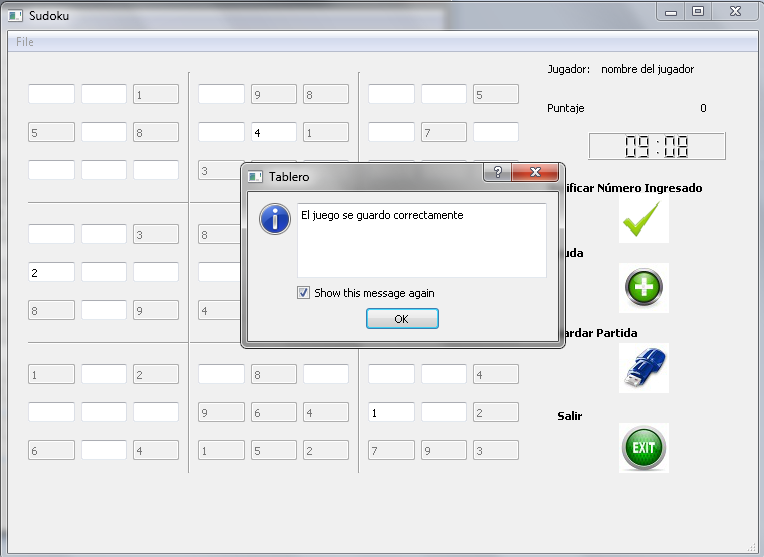 Sudoku
File
Jugador: nombre del jugador
1 9 8 5
Puntaje 0
5 8 4 1 7
09:08
3
Tablero
ificar Número Ingresado
El juego se guardo correctamente
3 8
uda
2
Show this message again
8 9 4
OK
ardar Partida
1 2 8 4
9 6 4 1 2
Salir
6 4 1 5 2 7 9 3
EXIT